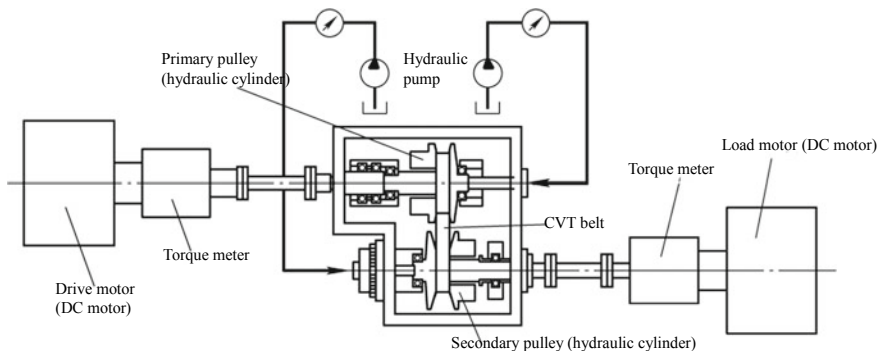 Primary pulley
(hydraulic cylinder)
Hydraulic
pump
Load motor (DC motor)
Torque meter
CVT belt
Torque meter
Drive motor
(DC motor)
Secondary pulley (hydraulic cylinder)